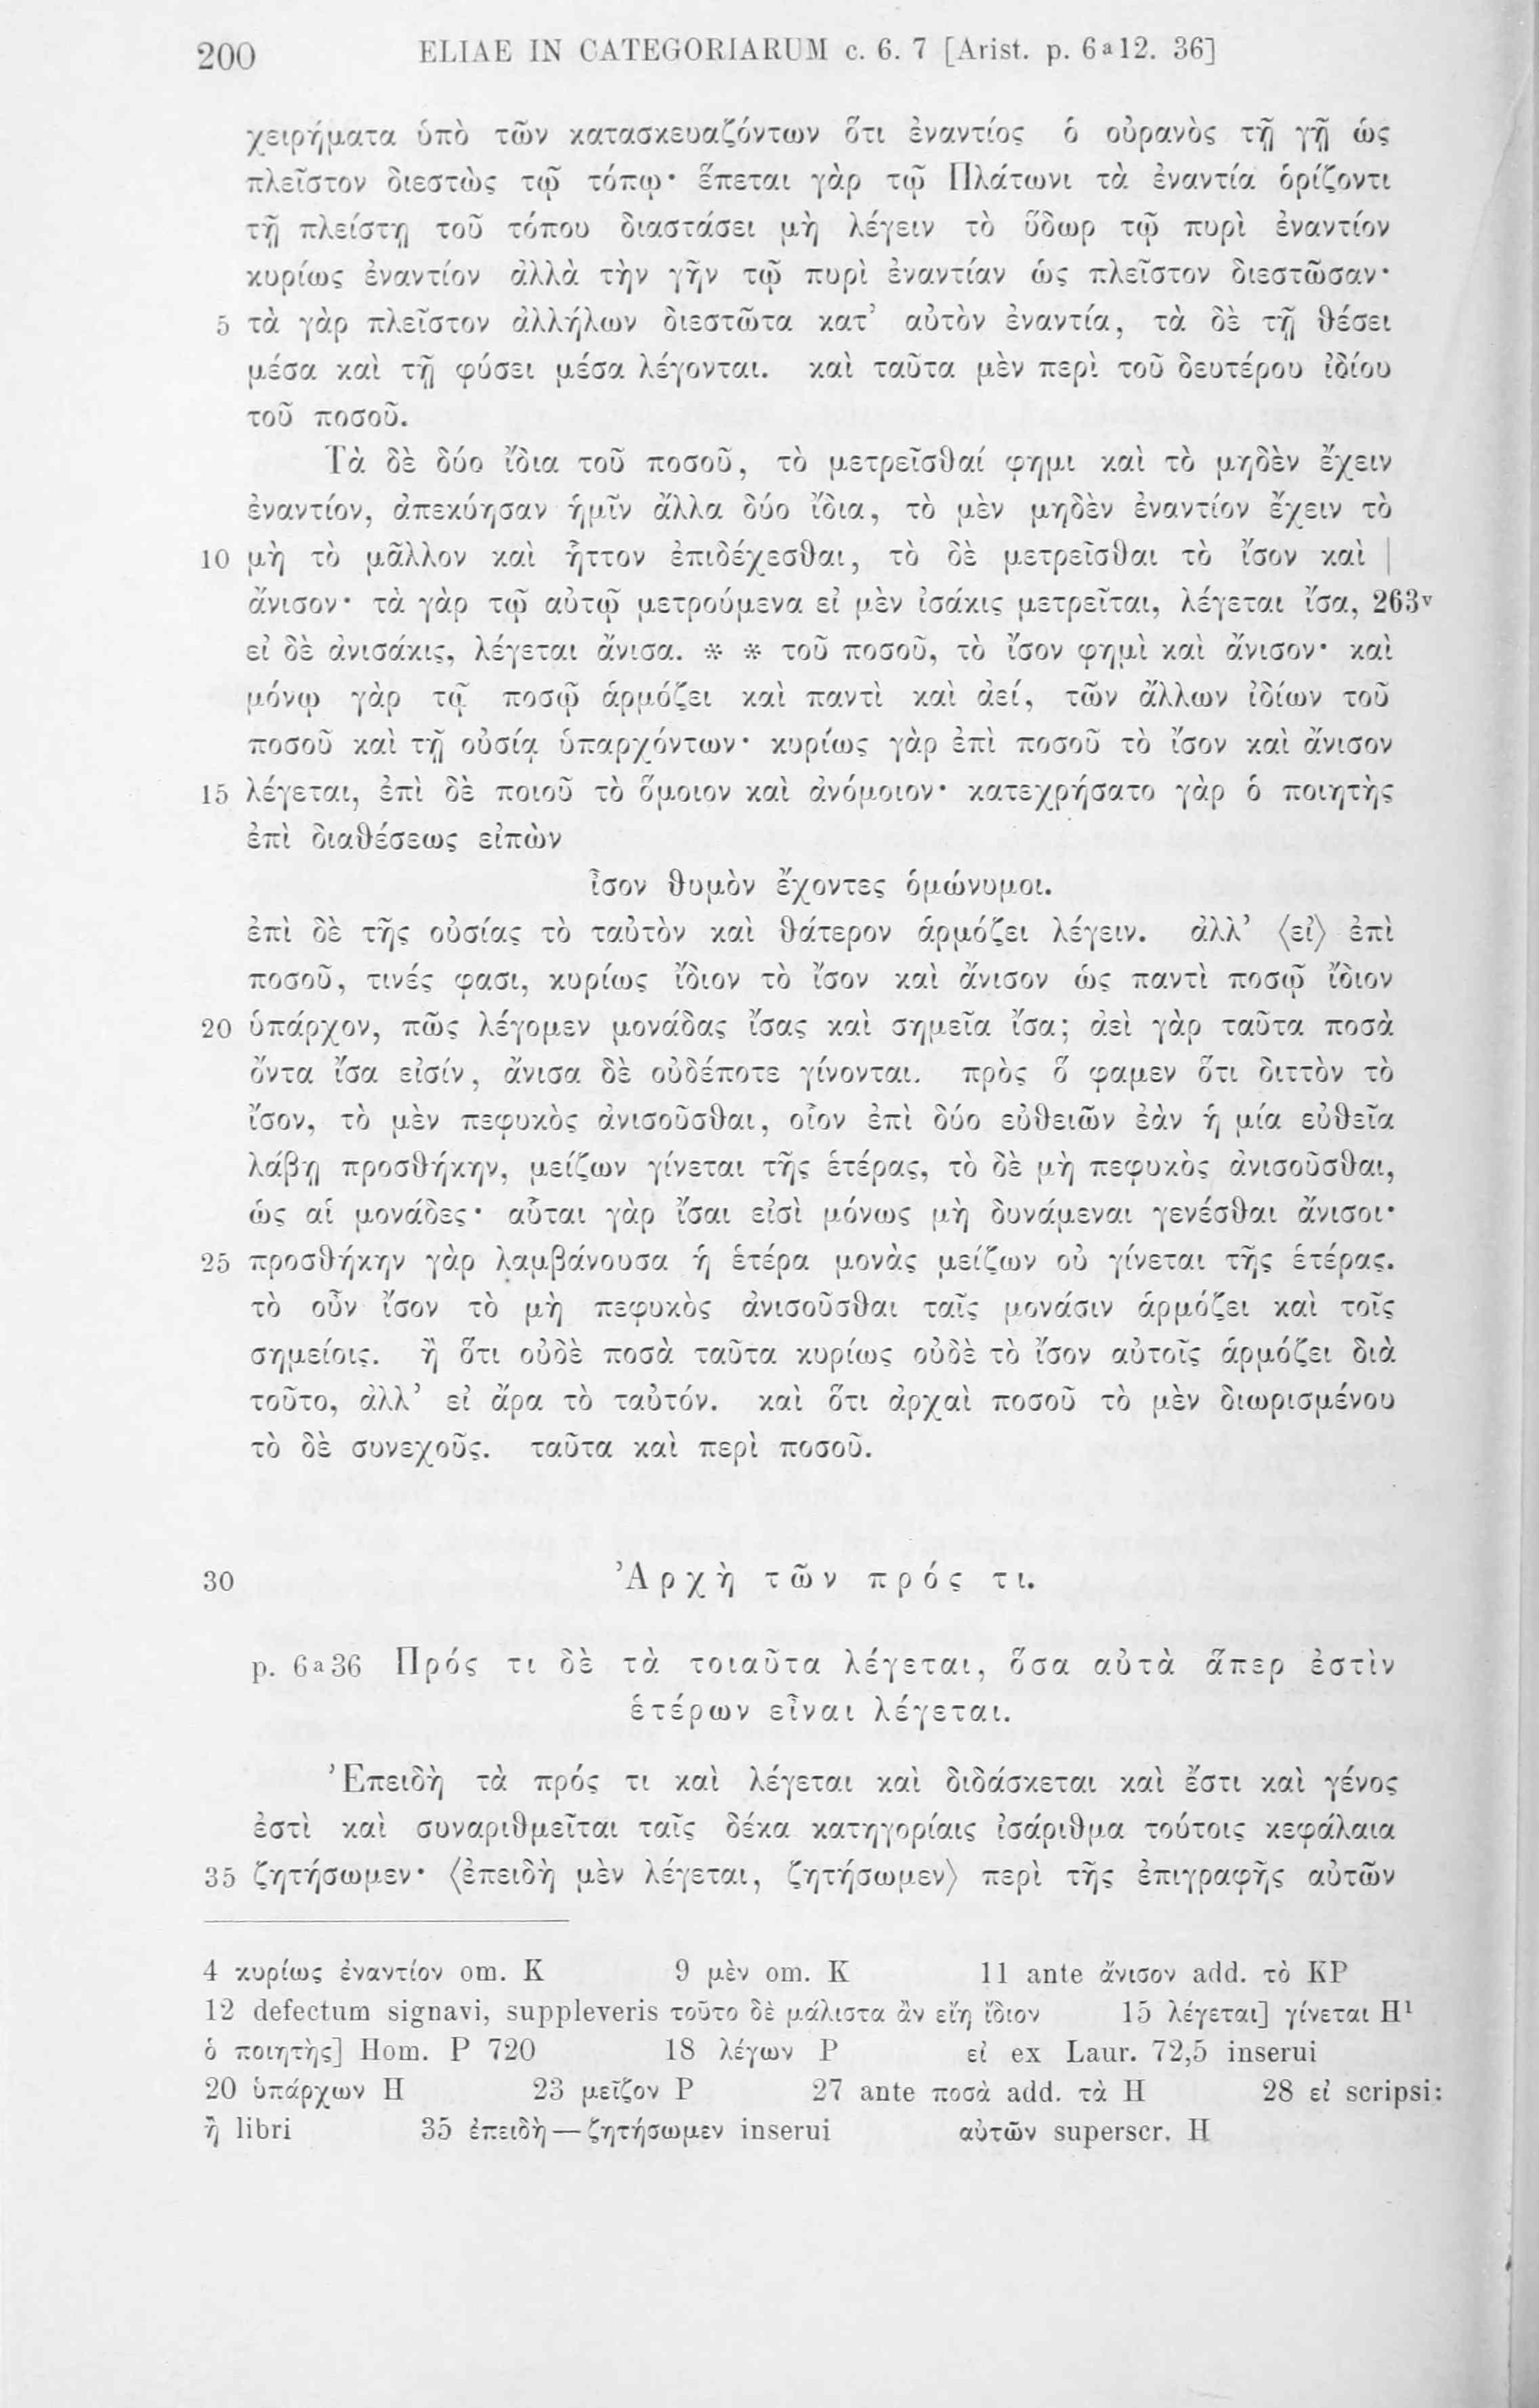 200 ELIAE IN CATEGORIARUM c. 6. 7 [Arist. p. 6ᵃ12. 36]
χειρήματα ὑπὸ τῶν κατασκευαζόντων ὅτι ἐναντίος ὁ οὐρανὸς τῇ γῇ ὡς
πλεῖστον διεστὼς τῷ τόπῳ· ἕπεται γὰρ τῷ Πλάτωνι τὰ ἐναντία ὁρίζοντι
τῇ πλείστῃ τοῦ τόπου διαστάσει μὴ λέγειν τὸ ὕδωρ τῷ πυρὶ ἐναντίον
κυρίως ἐναντίον ἀλλὰ τὴν γῆν τῷ πυρὶ ἐναντίαν ὡς πλεῖστον διεστῶσαν·
5 τὰ γὰρ πλεῖστον ἀλλήλων διεστῶτα κατ’ αὐτὸν ἐναντία, τὰ δὲ τῇ θέσει
μέσα καὶ τῇ φύσει μέσα λέγονται. καὶ ταῦτα μὲν περὶ τοῦ δευτέρου ἰδίου
τοῦ ποσοῦ.
Τὰ δὲ δύο ἴδια τοῦ ποσοῦ, τὸ μετρεῖσθαί φημι καὶ τὸ μηδὲν ἔχειν
ἐναντίον, ἀπεκύησαν ἡμῖν ἄλλα δύο ἴδια, τὸ μὲν μηδὲν ἐναντίον ἔχειν τὸ
10 μὴ τὸ μᾶλλον καὶ ἧττον ἐπιδέχεσθαι, τὸ δὲ μετρεῖσθαι τὸ ἴσον καὶ |
ἄνισον· τὰ γὰρ τῷ αὐτῷ μετρούμενα εἰ μὲν ἰσάκις μετρεῖται, λέγεται ἴσα, 263ᵛ
εἰ δὲ ἀνισάκις, λέγεται ἄνισα. * * τοῦ ποσοῦ, τὸ ἴσον φημὶ καὶ ἄνισον· καὶ
μόνῳ γὰρ τῷ ποσῷ ἁρμόζει καὶ παντὶ καὶ ἀεί, τῶν ἄλλων ἰδίων τοῦ
ποσοῦ καὶ τῇ οὐσίᾳ ὑπαρχόντων· κυρίως γὰρ ἐπὶ ποσοῦ τὸ ἴσον καὶ ἄνισον
15 λέγεται, ἐπὶ δὲ ποιοῦ τὸ ὅμοιον καὶ ἀνόμοιον· κατεχρήσατο γὰρ ὁ ποιητὴς
ἐπὶ διαθέσεως εἰπὼν
ἶσον θυμὸν ἔχοντες ὁμώνυμοι.
ἐπὶ δὲ τῆς οὐσίας τὸ ταὐτὸν καὶ θάτερον ἁρμόζει λέγειν. ἀλλ’ ⟨εἰ⟩ ἐπὶ
ποσοῦ, τινές φασι, κυρίως ἴδιον τὸ ἴσον καὶ ἄνισον ὡς παντὶ ποσῷ ἴδιον
20 ὑπάρχον, πῶς λέγομεν μονάδας ἴσας καὶ σημεῖα ἴσα; ἀεὶ γὰρ ταῦτα ποσὰ
ὄντα ἴσα εἰσίν, ἄνισα δὲ οὐδέποτε γίνονται. πρὸς ὅ φαμεν ὅτι διττὸν τὸ
ἴσον, τὸ μὲν πεφυκὸς ἀνισοῦσθαι, οἷον ἐπὶ δύο εὐθειῶν ἐὰν ἡ μία εὐθεῖα
λάβῃ προσθήκην, μείζων γίνεται τῆς ἑτέρας, τὸ δὲ μὴ πεφυκὸς ἀνισοῦσθαι,
ὡς αἱ μονάδες· αὗται γὰρ ἴσαι εἰσὶ μόνως μὴ δυνάμεναι γενέσθαι ἄνισοι·
25 προσθήκην γὰρ λαμβάνουσα ἡ ἑτέρα μονὰς μείζων οὐ γίνεται τῆς ἑτέρας.
τὸ οὖν ἴσον τὸ μὴ πεφυκὸς ἀνισοῦσθαι ταῖς μονάσιν ἁρμόζει καὶ τοῖς
σημείοις. ἢ ὅτι οὐδὲ ποσὰ ταῦτα κυρίως οὐδὲ τὸ ἴσον αὐτοῖς ἁρμόζει διὰ
τοῦτο, ἀλλ’ εἰ ἄρα τὸ ταὐτόν. καὶ ὅτι ἀρχαὶ ποσοῦ τὸ μὲν διωρισμένου
τὸ δὲ συνεχοῦς. ταῦτα καὶ περὶ ποσοῦ.
30 Ἀρχὴ τῶν πρός τι.
p. 6ᵃ36 Πρός τι δὲ τὰ τοιαῦτα λέγεται, ὅσα αὐτὰ ἅπερ ἐστὶν
ἑτέρων εἶναι λέγεται.
Ἐπειδὴ τὰ πρός τι καὶ λέγεται καὶ διδάσκεται καὶ ἔστι καὶ γένος
ἐστὶ καὶ συναριθμεῖται ταῖς δέκα κατηγορίαις ἰσάριθμα τούτοις κεφάλαια
35 ζητήσωμεν· ⟨ἐπειδὴ μὲν λέγεται, ζητήσωμεν⟩ περὶ τῆς ἐπιγραφῆς αὐτῶν
4 κυρίως ἐναντίον om. K 9 μὲν om. K 11 ante ἄνισον add. τὸ KP
12 defectum signavi, suppleveris τοῦτο δὲ μάλιστα ἂν εἴη ἴδιον 15 λέγεται] γίνεται H¹
ὁ ποιητὴς] Hom. P 720 18 λέγων P εἰ ex Laur. 72,5 inserui
20 ὑπάρχων H 23 μεῖζον P 27 ante ποσὰ add. τὰ H 28 εἰ scripsi:
ἢ libri 35 ἐπειδὴ — ζητήσωμεν inserui αὐτῶν superscr. H